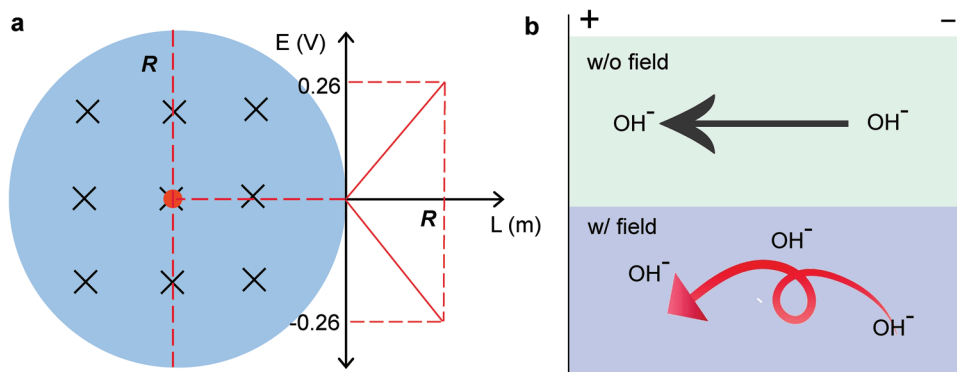 a
R
E (V)
0.26
R
L (m)
-0.26
b
+ −
w/o field
OH⁻ OH⁻
w/ field
OH⁻
OH⁻
OH⁻